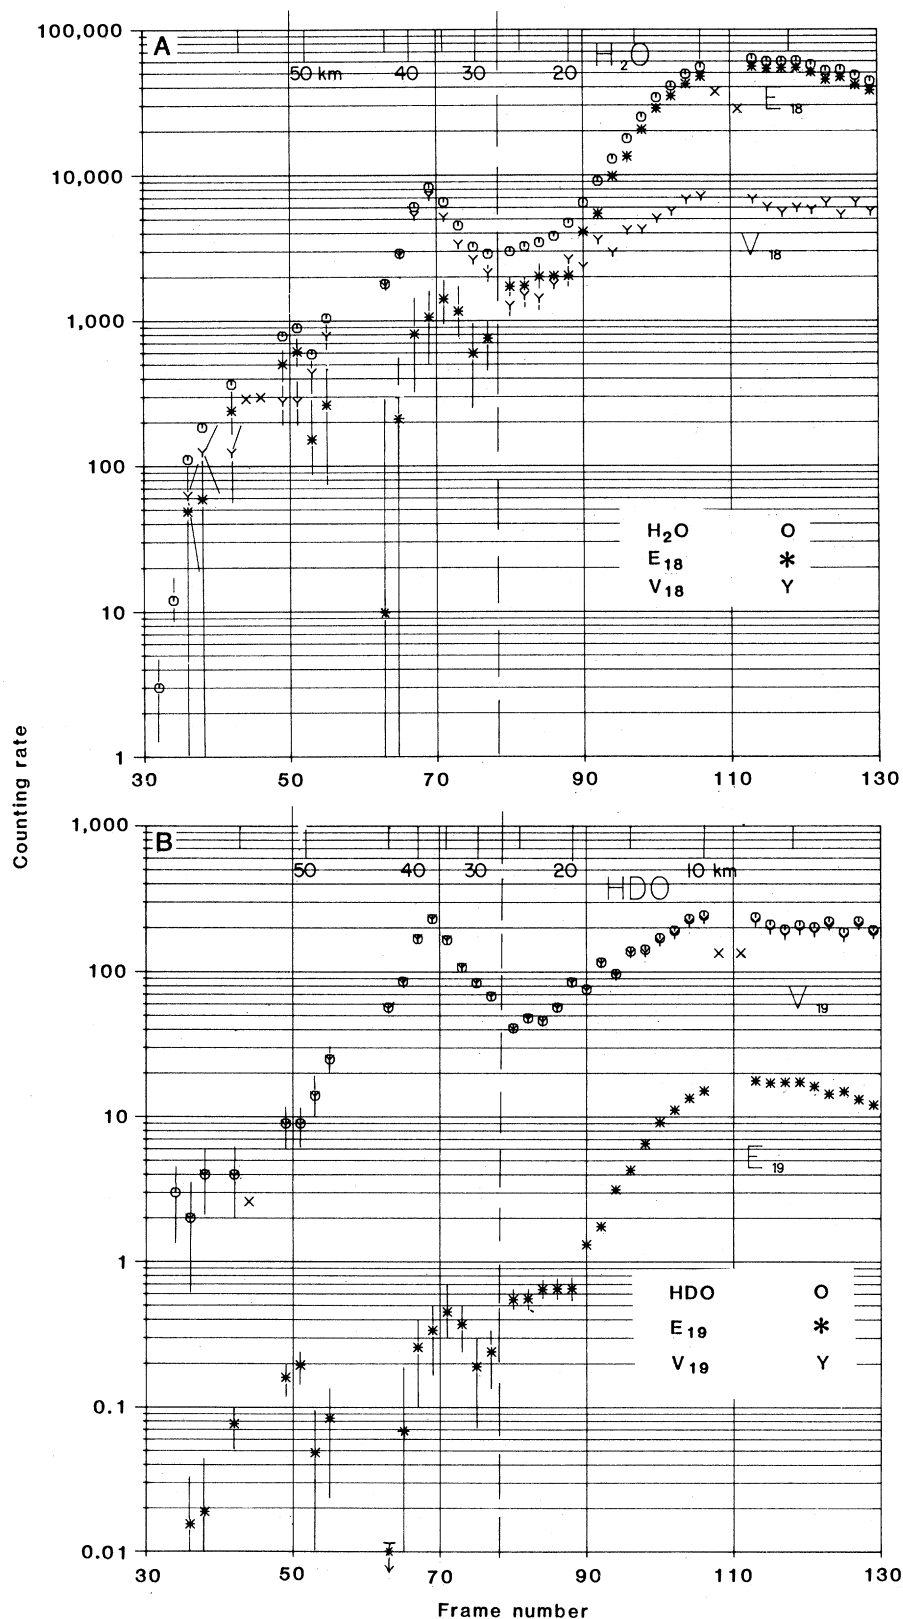 A
100,000
50 km 40 30 20 H₂O
E₁₈
10,000
V₁₈
1,000
100
H₂O O
E₁₈ *
V₁₈ Y
10
1
30 50 70 90 110 130
Counting rate
1,000
B
50 40 30 20 10 km
HDO
100
V₁₉
10
E₁₉
1
HDO O
E₁₉ *
V₁₉ Y
0.1
0.01
30 50 70 90 110 130
Frame number